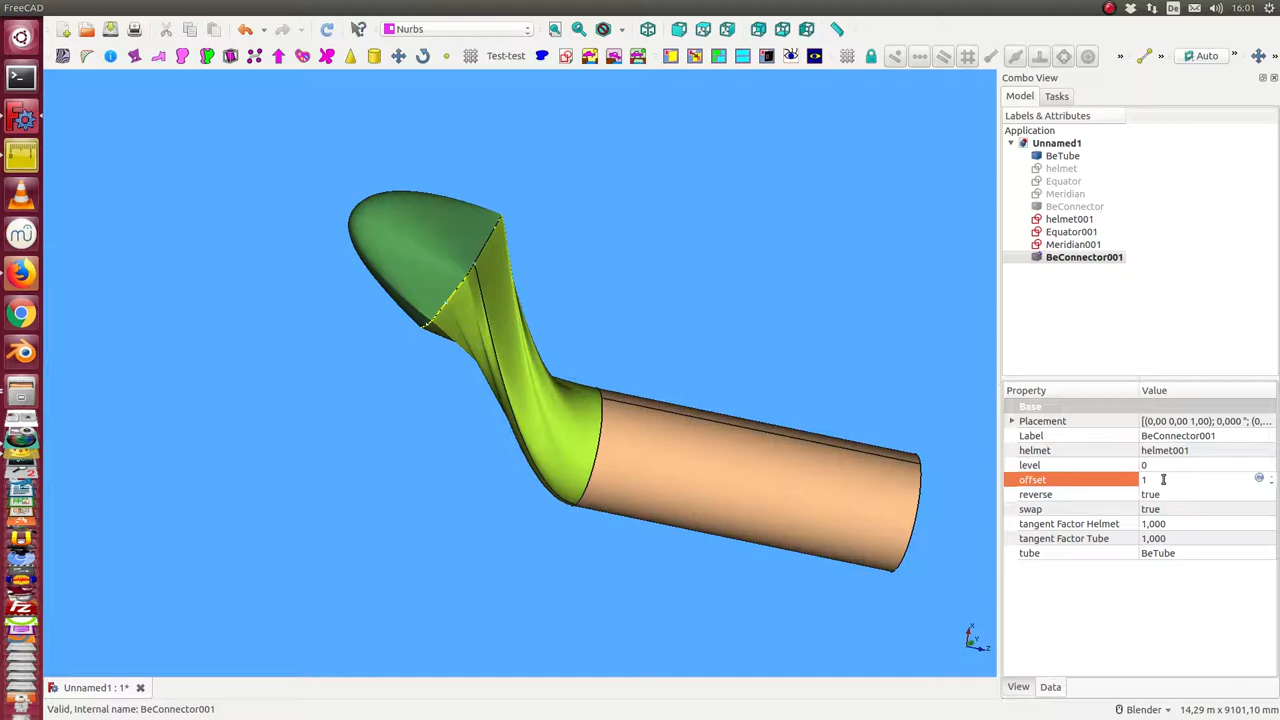 FreeCAD
De
16:01
Nurbs
Test-test
Auto
Combo View
Model
Tasks
Labels & Attributes
Application
Unnamed1
BeTube
helmet
Equator
Meridian
BeConnector
helmet001
Equator001
Meridian001
BeConnector001
Property Value
Base
Placement [(0,00 0,00 1,00); 0,000 °; (0,...
Label BeConnector001
helmet helmet001
level 0
offset 1
reverse true
swap true
tangent Factor Helmet 1,000
tangent Factor Tube 1,000
tube BeTube
X
Y
Z
Unnamed1 : 1*
View
Data
Valid, Internal name: BeConnector001
Blender
14,29 m x 9101,10 mm